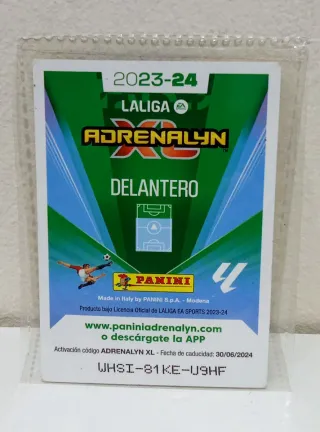 2023-24
LALIGA EA SPORTS
ADRENALYN
XL
DELANTERO
PANINI
Made in Italy by PANINI S.p.A. - Modena
Producto bajo Licencia Oficial de LALIGA EA SPORTS 2023-24
www.paniniadrenalyn.com
o descárgate la APP
Activación código ADRENALYN XL - Fecha de caducidad: 30/06/2024
WHSI-81KE-U9HF